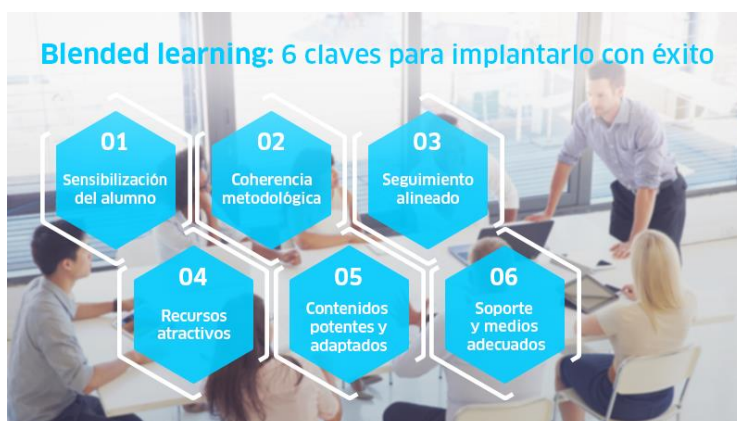 Blended learning: 6 claves para implantarlo con éxito
01
Sensibilización
del alumno
02
Coherencia
metodológica
03
Seguimiento
alineado
04
Recursos
atractivos
05
Contenidos
potentes y
adaptados
06
Soporte
y medios
adecuados